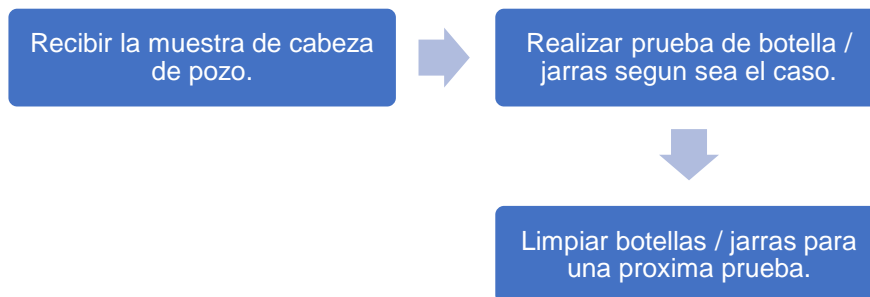 Recibir la muestra de cabeza
de pozo.
Realizar prueba de botella /
jarras segun sea el caso.
Limpiar botellas / jarras para
una proxima prueba.